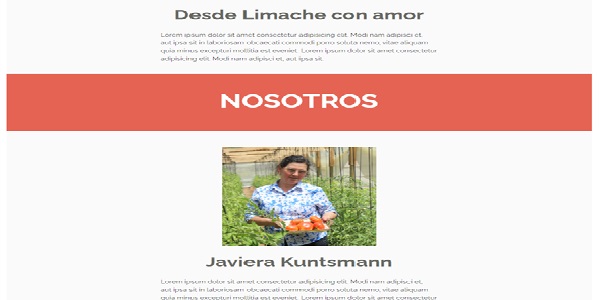 Desde Limache con amor
Lorem ipsum dolor sit amet consectetur adipisicing elit. Modi nam adipisci et,
aut ipsa sit in laboriosam obcaecati commodi porro soluta nemo, vitae aliquam
quia minus excepturi mollitia est eveniet. Lorem ipsum dolor sit amet consectetur
adipisicing elit. Modi nam adipisci et, aut ipsa sit
NOSOTROS
Javiera Kuntsmann
Lorem ipsum dolor sit amet consectetur adipisicing elit. Modi nam adipisci et,
aut ipsa sit in laboriosam obcaecati commodi porro soluta nemo, vitae aliquam
quia minus excepturi mollitia est eveniet. Lorem ipsum dolor sit amet consectetur